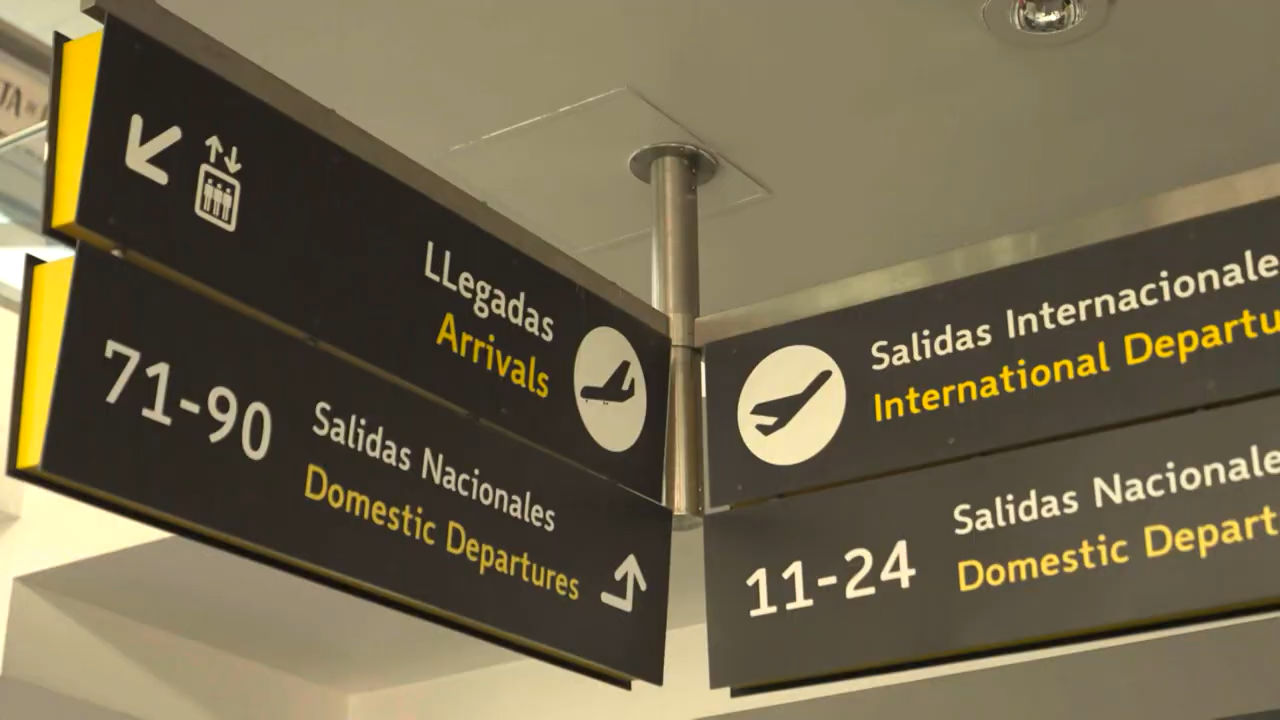 LLegadas
Arrivals
71-90
Salidas Nacionales
Domestic Departures
Salidas Internacionale
International Departu
11-24
Salidas Nacionale
Domestic Depart